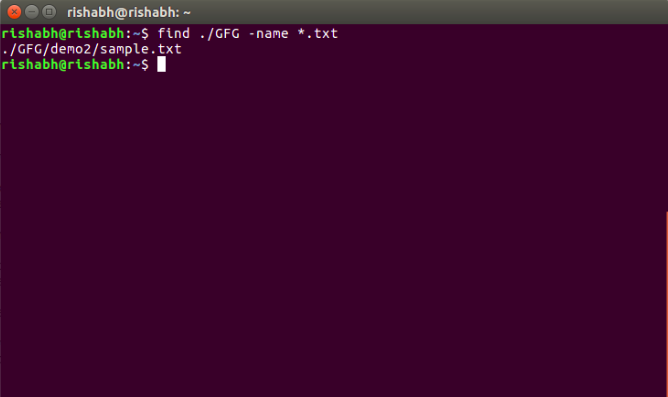 rishabh@rishabh: ~
rishabh@rishabh:~$ find ./GFG -name *.txt
./GFG/demo2/sample.txt
rishabh@rishabh:~$